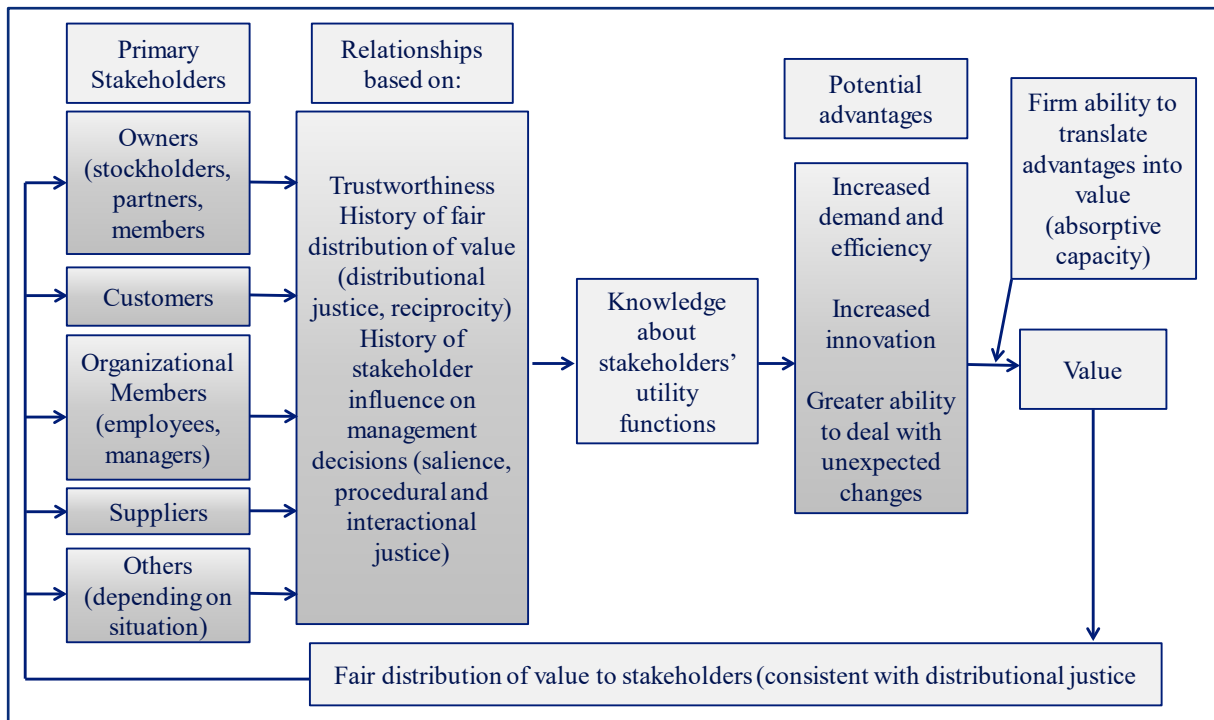 Primary
Stakeholders
Relationships
based on:
Potential
advantages
Firm ability to
translate
advantages into
value
(absorptive
capacity)
Owners
(stockholders,
partners,
members
Customers
Organizational
Members
(employees,
managers)
Suppliers
Others
(depending on
situation)
Trustworthiness
History of fair
distribution of value
(distributional
justice, reciprocity)
History of
stakeholder
influence on
management
decisions (salience,
procedural and
interactional
justice)
Knowledge
about
stakeholders’
utility
functions
Increased
demand and
efficiency
Increased
innovation
Greater ability
to deal with
unexpected
changes
Value
Fair distribution of value to stakeholders (consistent with distributional justice